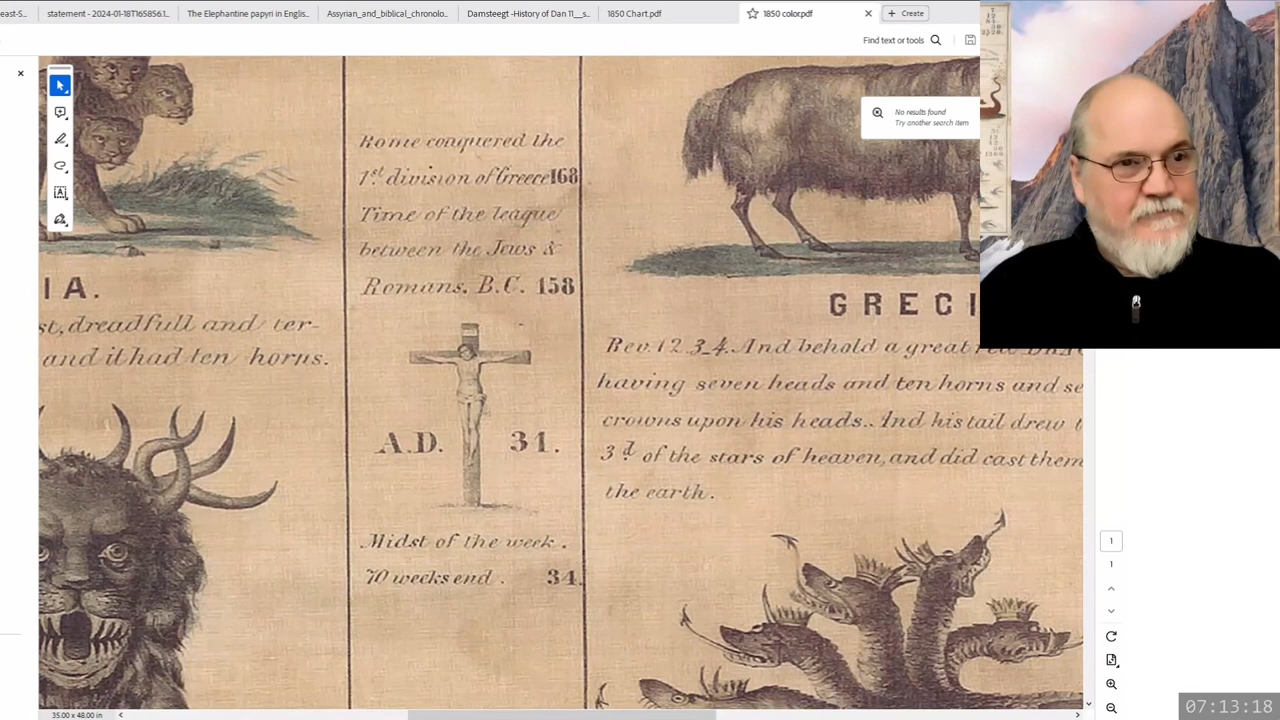 east-S...
statement - 2024-01-18T165856.1...
The Elephantine papyri in Englis...
Assyrian_and_biblical_chronolo...
Damsteegt -History of Dan 11__s...
1850 Chart.pdf
1850 color.pdf
Create
Find text or tools
No results found
Try another search item
Rome conquered the
1st division of Greece 168
Time of the league
between the Jews &
Romans. B.C. 158
A.D. 31.
Midst of the week.
70 weeks end. 34.
IA.
st, dreadfull and ter-
and it had ten horns.
GRECI
Rev. 12. 3_4. And behold a great
having seven heads and ten horns and se
crowns upon his heads.. And his tail drew t
3d of the stars of heaven, and did cast them
the earth.
1
1
35.00 x 48.00 in
07:13:18